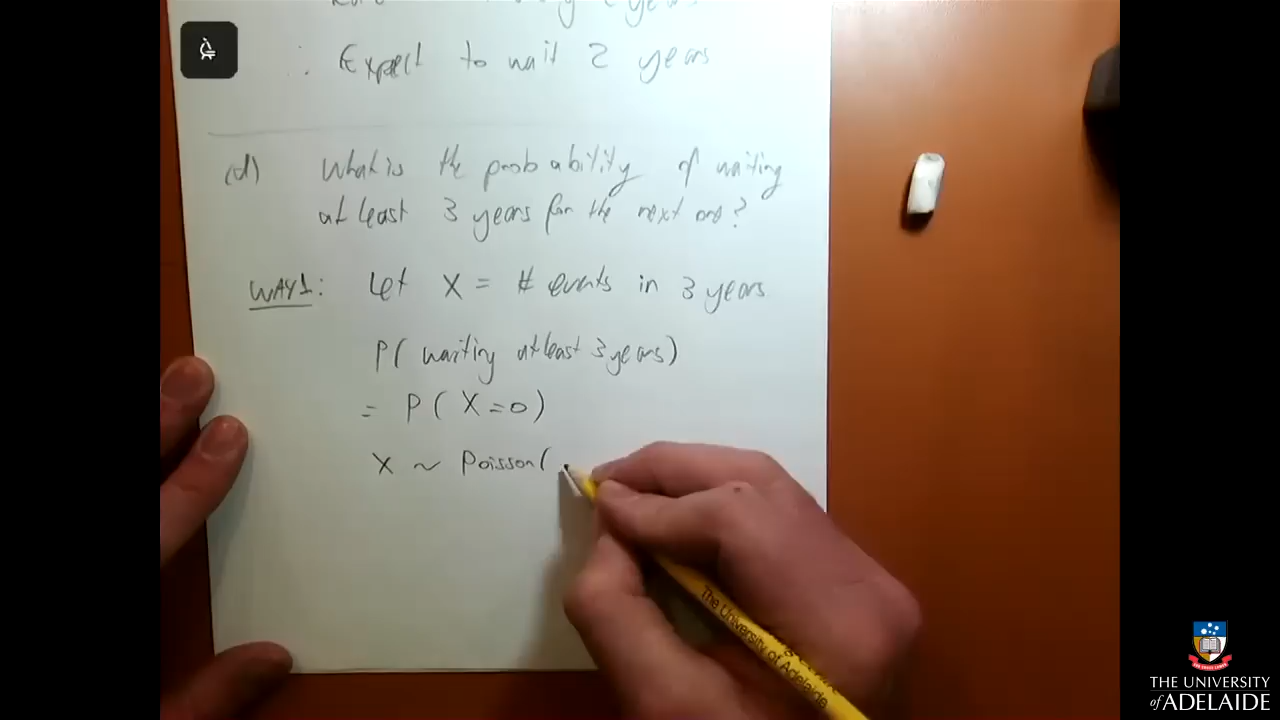 years
∴ Expect to wait 2 years
(d) What is the probability of waiting
at least 3 years for the next one?
WAY1: Let X = # events in 3 years
P( waiting at least 3 years)
= P( X=0)
X ~ Poisson(
The University of Adelaide
THE UNIVERSITY
of ADELAIDE